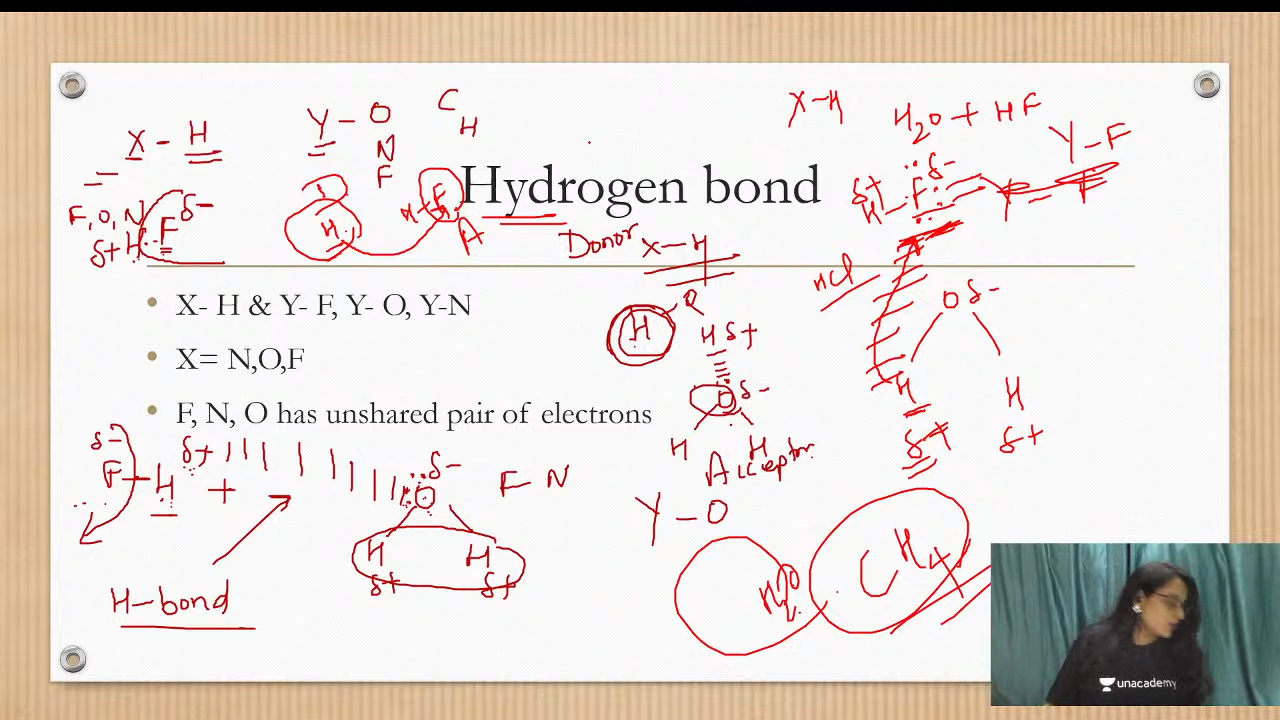 X - H
F, O, N
F δ-
δ+ H
Y - O
N
F
C
H
H
F
A
Hydrogen bond
Donor X-H
X-H
H2O + HF
Y-F
δ-
δ+
H-F
HCl
O δ-
H
H
δ+
δ+
• X- H & Y- F, Y- O, Y-N
• X= N,O,F
• F, N, O has unshared pair of electrons
O
H
H δ+
O δ-
H
H
Acceptor
Y - O
δ-
F-H
δ+
+
δ-
O
H
H
δ+
δ+
F N
H-bond
H2O
CH4
unacademy